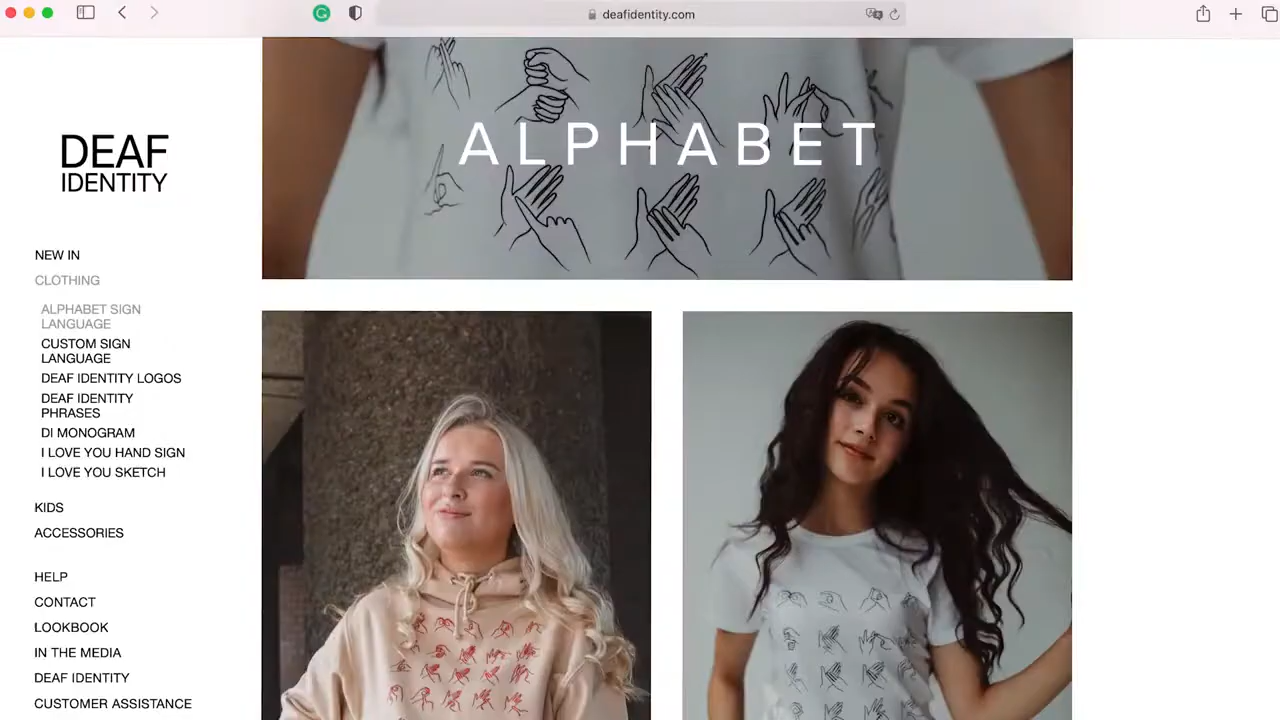 deafidentity.com
ALPHABET
DEAF
IDENTITY
NEW IN
CLOTHING
ALPHABET SIGN
LANGUAGE
CUSTOM SIGN
LANGUAGE
DEAF IDENTITY LOGOS
DEAF IDENTITY
PHRASES
DI MONOGRAM
I LOVE YOU HAND SIGN
I LOVE YOU SKETCH
KIDS
ACCESSORIES
HELP
CONTACT
LOOKBOOK
IN THE MEDIA
DEAF IDENTITY
CUSTOMER ASSISTANCE